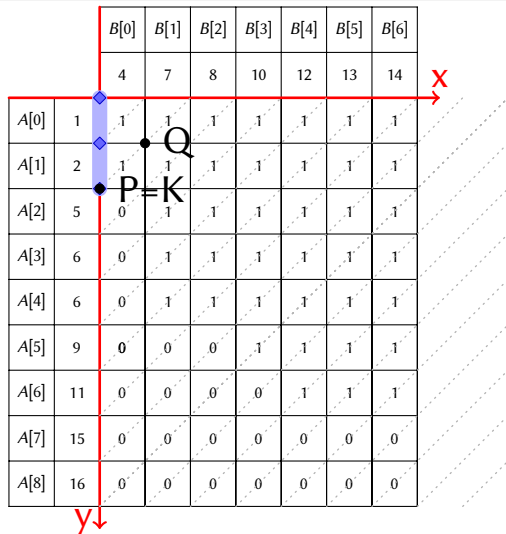 B[0] B[1] B[2] B[3] B[4] B[5] B[6]
4 7 8 10 12 13 14
x
A[0] 1 1 1 1 1 1 1 1
Q
A[1] 2 1 1 1 1 1 1 1
P=K
A[2] 5 0 1 1 1 1 1 1
A[3] 6 0 1 1 1 1 1 1
A[4] 6 0 1 1 1 1 1 1
A[5] 9 0 0 0 1 1 1 1
A[6] 11 0 0 0 0 1 1 1
A[7] 15 0 0 0 0 0 0 0
A[8] 16 0 0 0 0 0 0 0
y